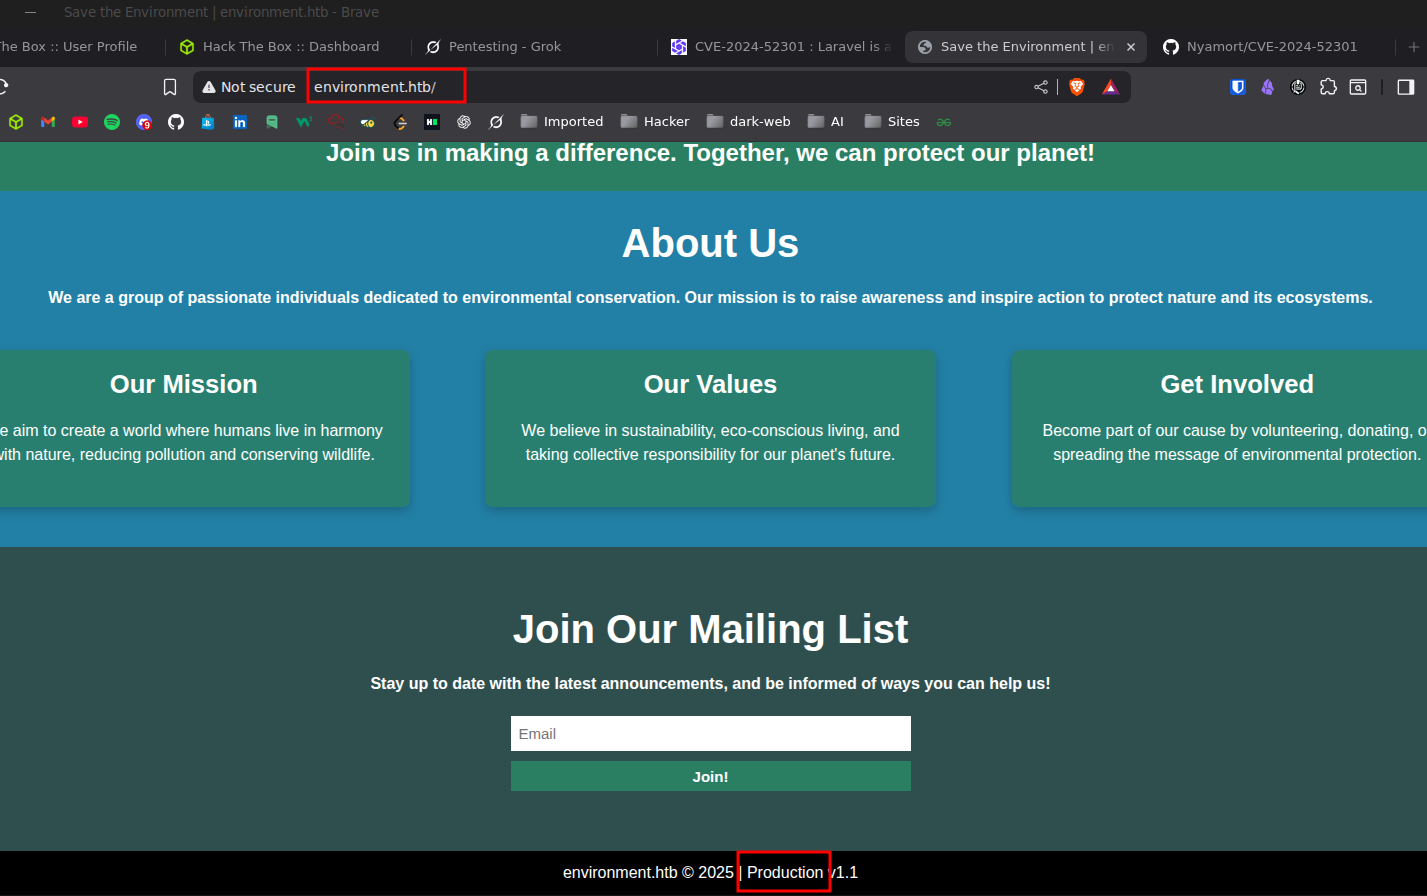 Save the Environment | environment.htb - Brave
The Box :: User Profile
Hack The Box :: Dashboard
Pentesting - Grok
CVE-2024-52301 : Laravel is a
Save the Environment | en
Nyamort/CVE-2024-52301
Not secure
environment.htb/
Imported
Hacker
dark-web
AI
Sites
Join us in making a difference. Together, we can protect our planet!
About Us
We are a group of passionate individuals dedicated to environmental conservation. Our mission is to raise awareness and inspire action to protect nature and its ecosystems.
Our Mission
e aim to create a world where humans live in harmony
with nature, reducing pollution and conserving wildlife.
Our Values
We believe in sustainability, eco-conscious living, and
taking collective responsibility for our planet's future.
Get Involved
Become part of our cause by volunteering, donating, o
spreading the message of environmental protection.
Join Our Mailing List
Stay up to date with the latest announcements, and be informed of ways you can help us!
Email
Join!
environment.htb © 2025 | Production v1.1